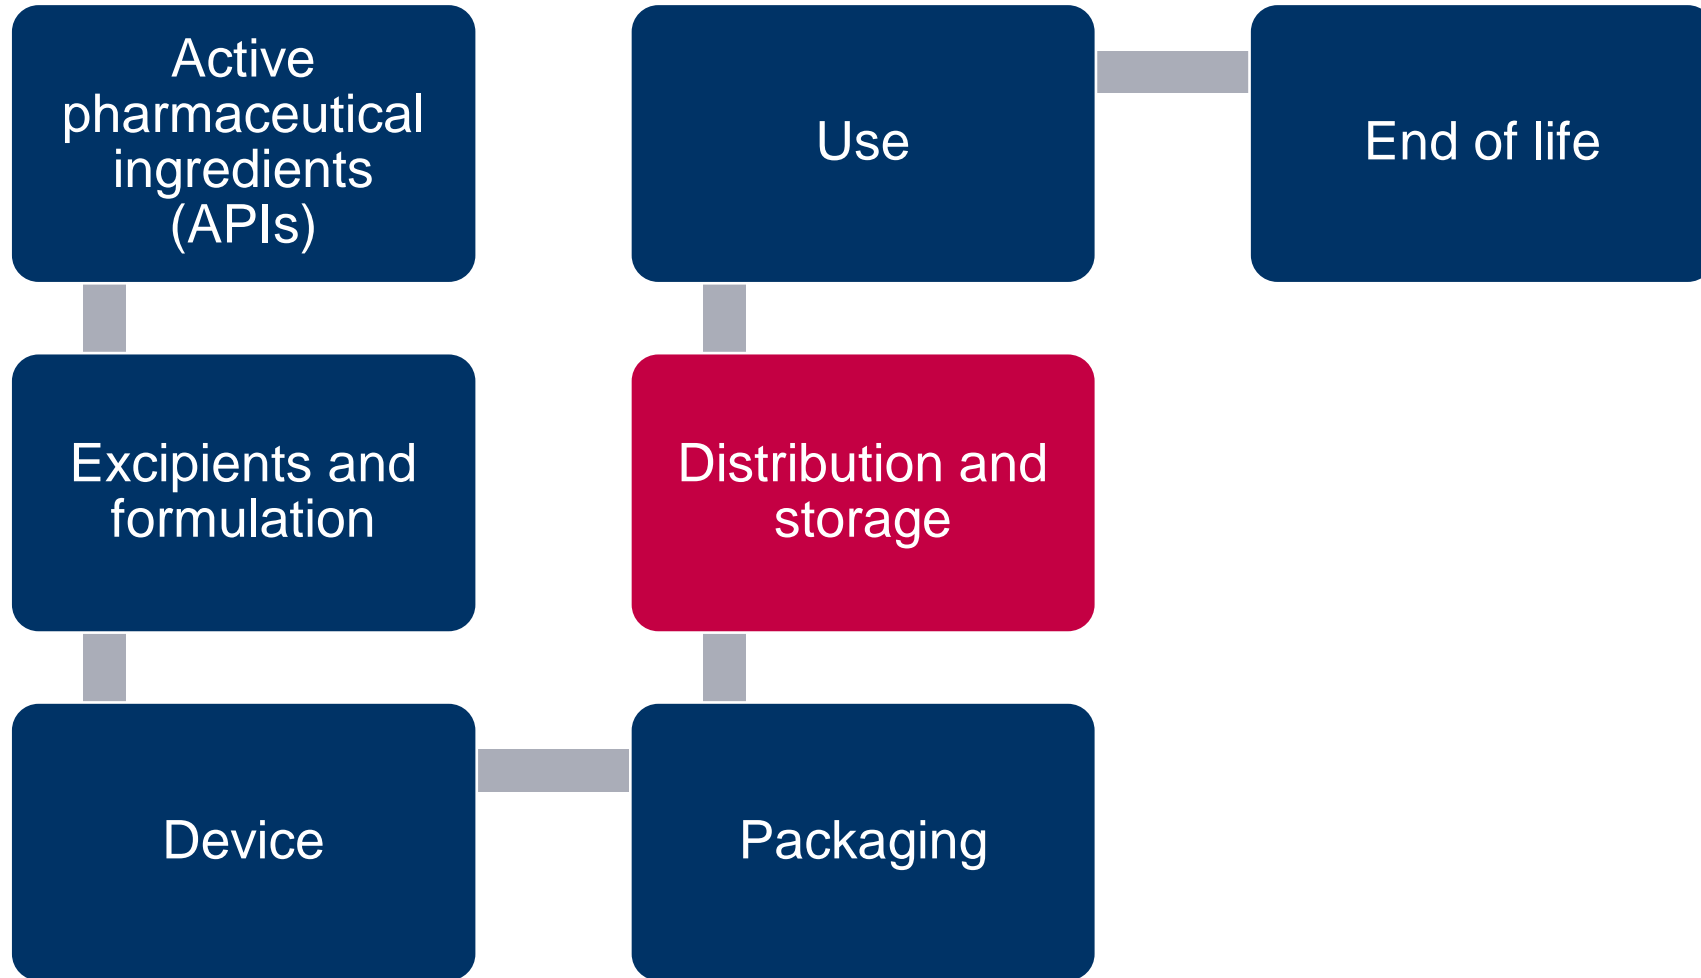 Active
pharmaceutical
ingredients
(APIs)
Excipients and
formulation
Device
Packaging
Distribution and
storage
Use
End of life